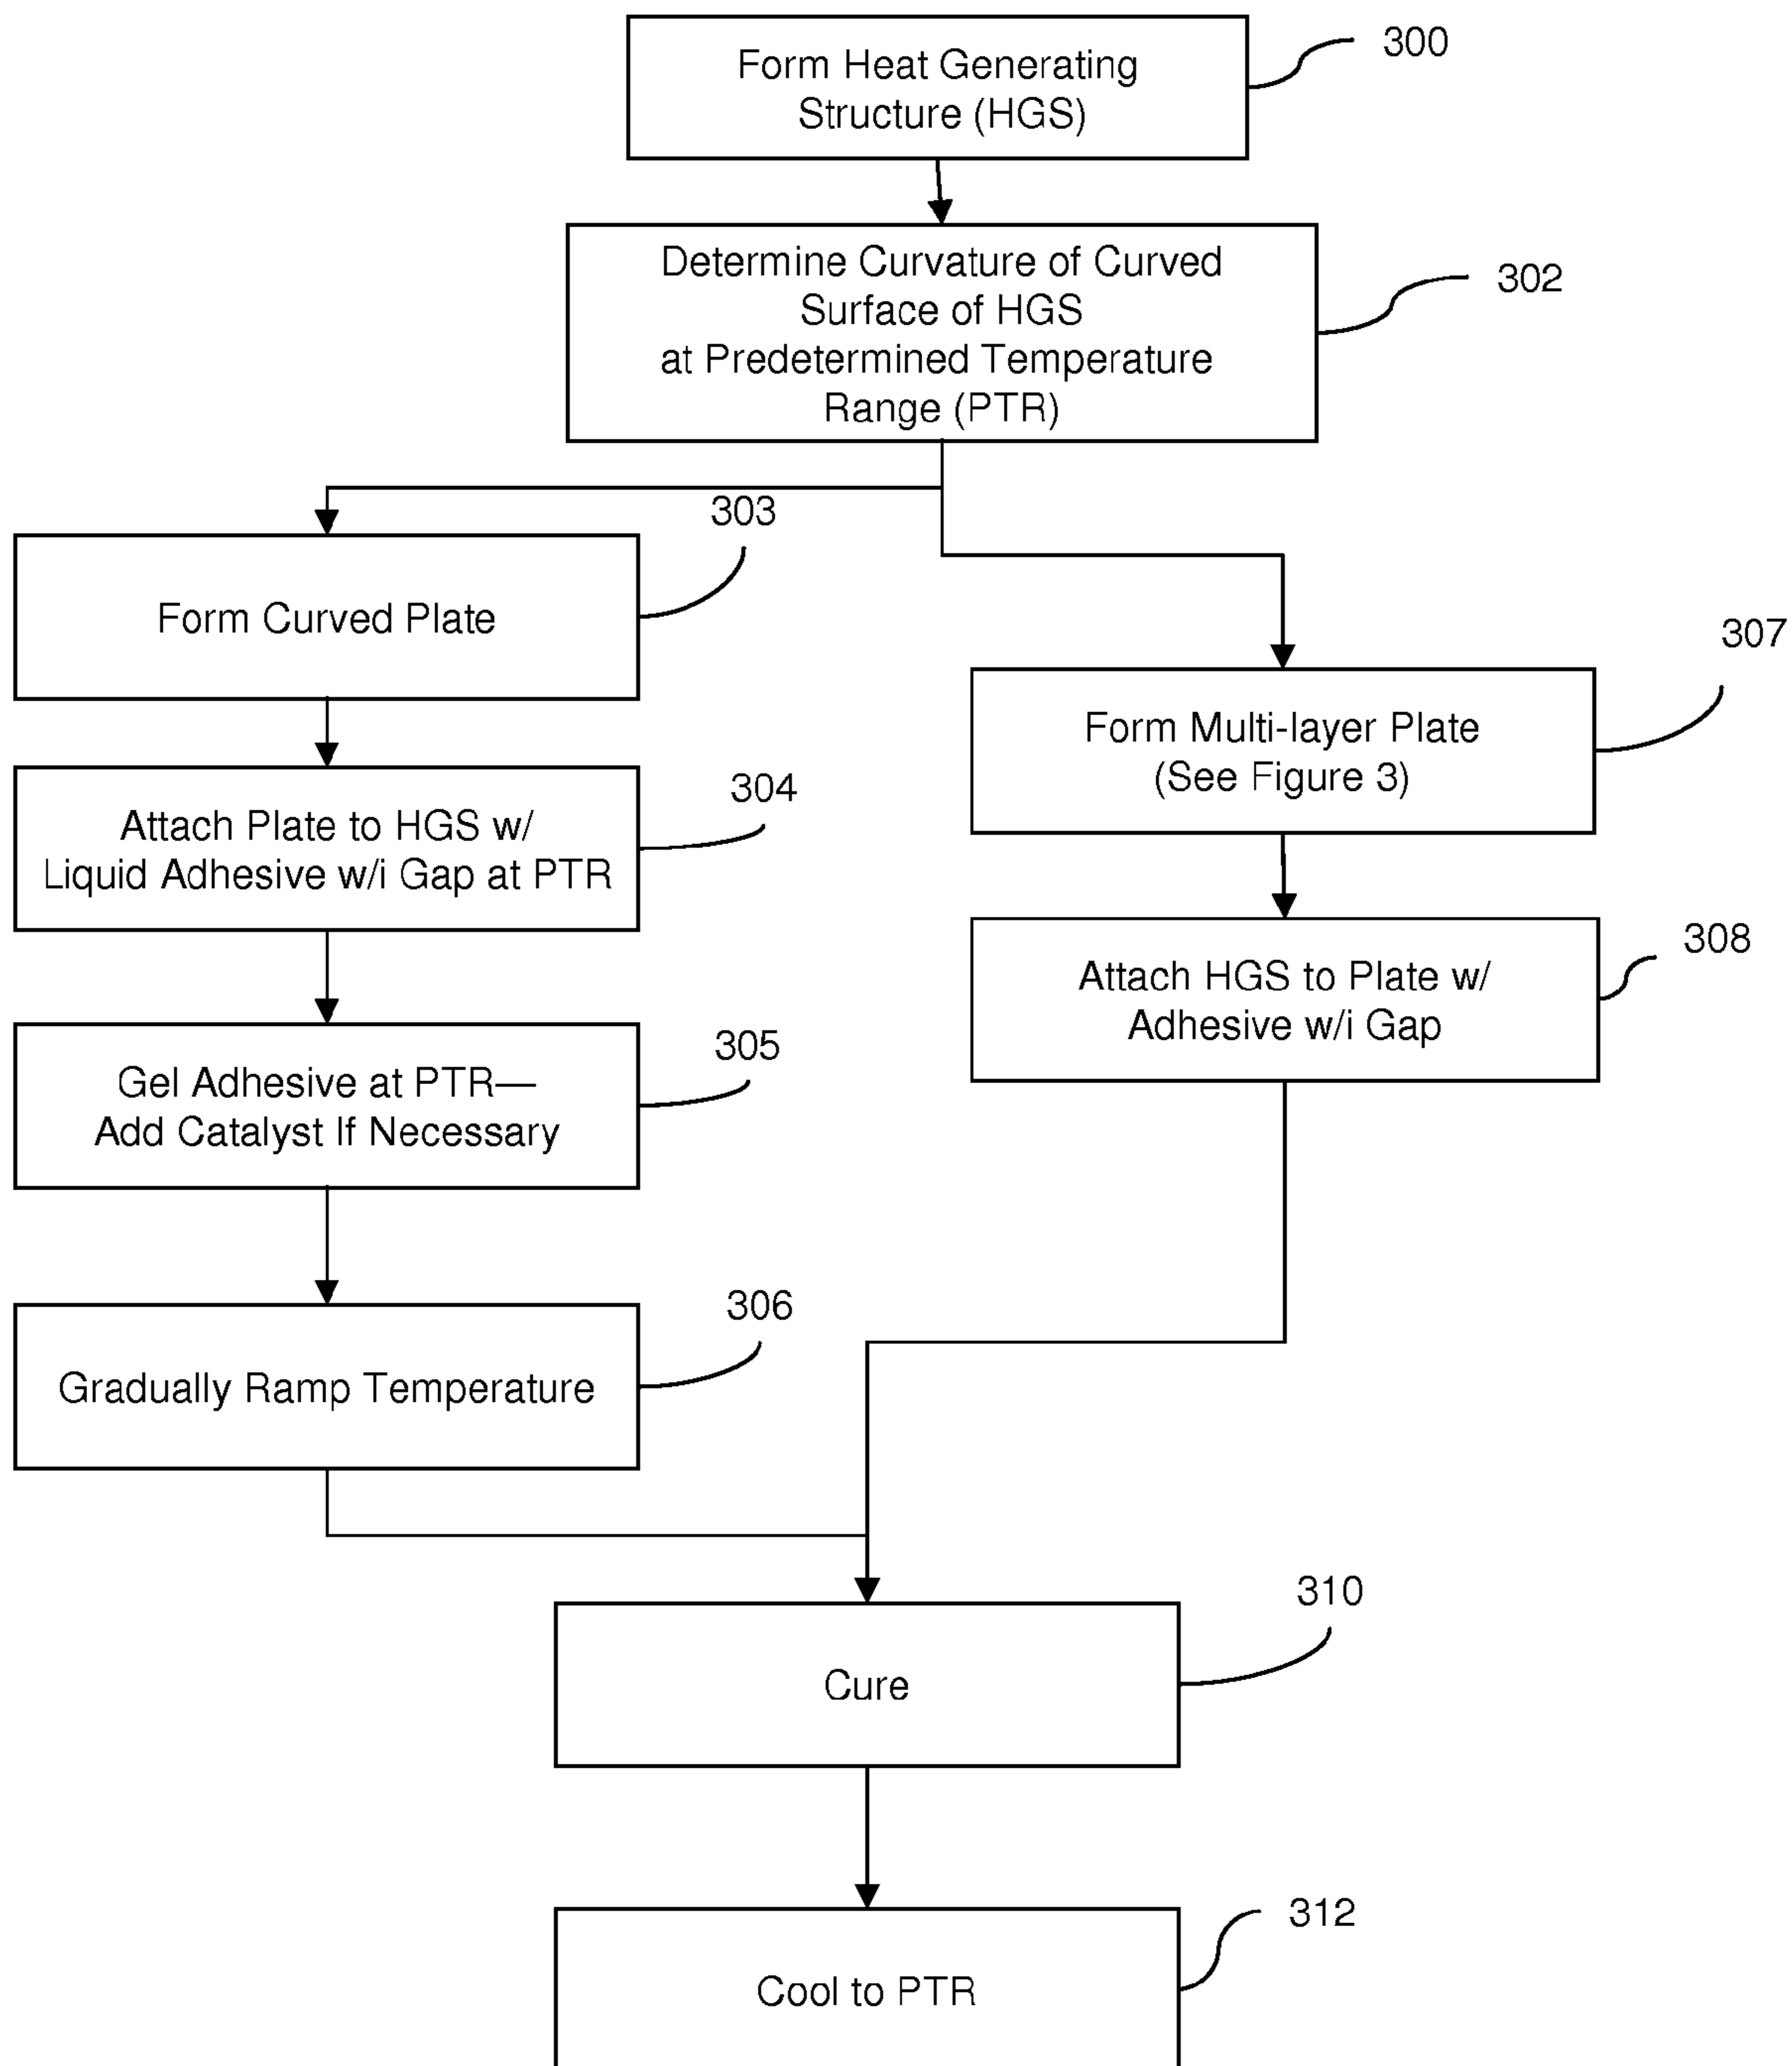 Form Heat Generating
Structure (HGS)
300
Determine Curvature of Curved
Surface of HGS
at Predetermined Temperature
Range (PTR)
302
303
Form Curved Plate
307
Form Multi-layer Plate
(See Figure 3)
304
Attach Plate to HGS w/
Liquid Adhesive w/i Gap at PTR
308
Attach HGS to Plate w/
Adhesive w/i Gap
305
Gel Adhesive at PTR—
Add Catalyst If Necessary
306
Gradually Ramp Temperature
310
Cure
312
Cool to PTR